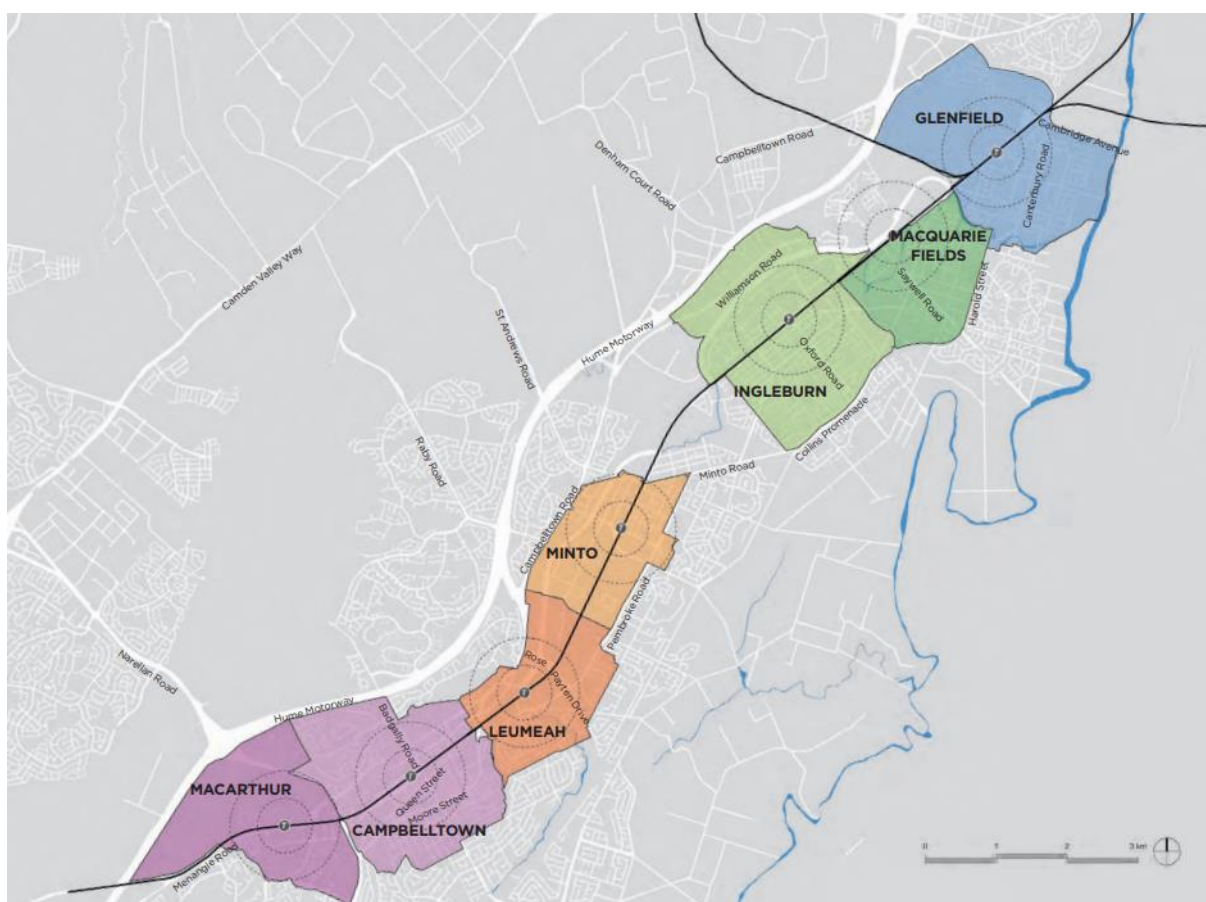 GLENFIELD
Cambridge Avenue
Canterbury Road
Campbelltown Road
Denham Court Road
MACQUARIE
FIELDS
Saywell Road
Harold Street
Williamson Road
Camden Valley Way
St Andrews Road
Hume Motorway
Oxford Road
INGLEBURN
Collins Promenade
Raby Road
Minto Road
Campbelltown Road
MINTO
Pembroke Road
Narellan Road
Rose Payten Drive
LEUMEAH
Hume Motorway
Badgally Road
MACARTHUR
Queen Street
Moore Street
CAMPBELLTOWN
Menangle Road
0 1 2 3 km